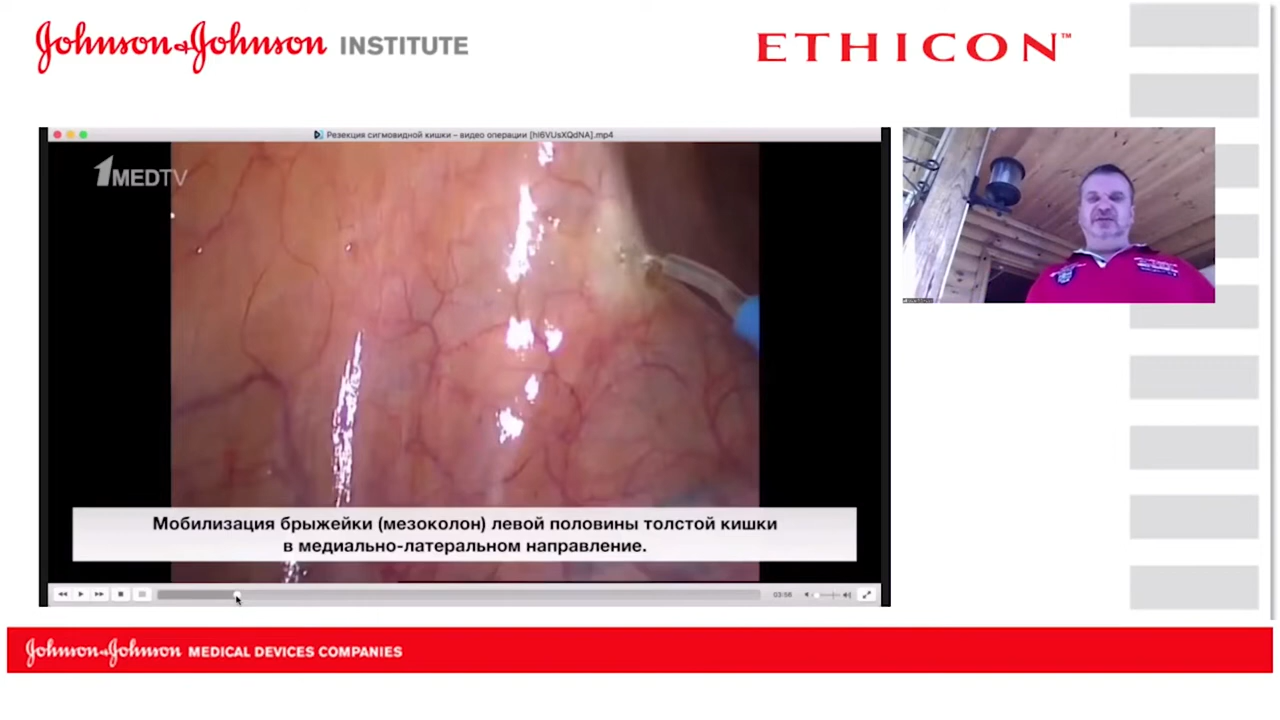 Johnson & Johnson INSTITUTE
ETHICON™
Резекция сигмовидной кишки – видео операции [hI6VUsXQdNA].mp4
1MEDTV
Мобилизация брыжейки (мезоколон) левой половины толстой кишки
в медиально-латеральном направление.
03:56
Johnson & Johnson MEDICAL DEVICES COMPANIES